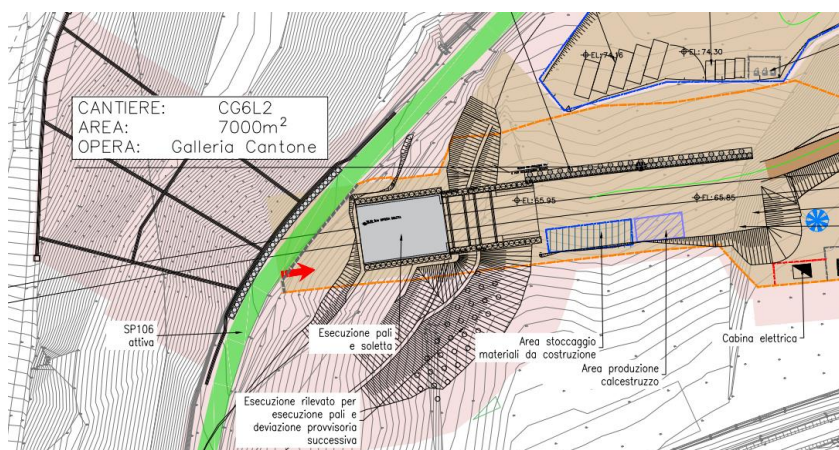 EL:74.16
EL:74.30
CANTIERE: CG6L2
AREA: 7000m²
OPERA: Galleria Cantone
EL:65.95
EL:65.85
SP106
attiva
Esecuzione pali
e soletta
Area stoccaggio
materiali da costruzione
Area produzione
calcestruzzo
Cabina elettrica
Esecuzione rilevato per
esecuzione pali e
deviazione provvisoria
successiva